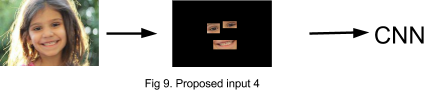 CNN
Fig 9. Proposed input 4